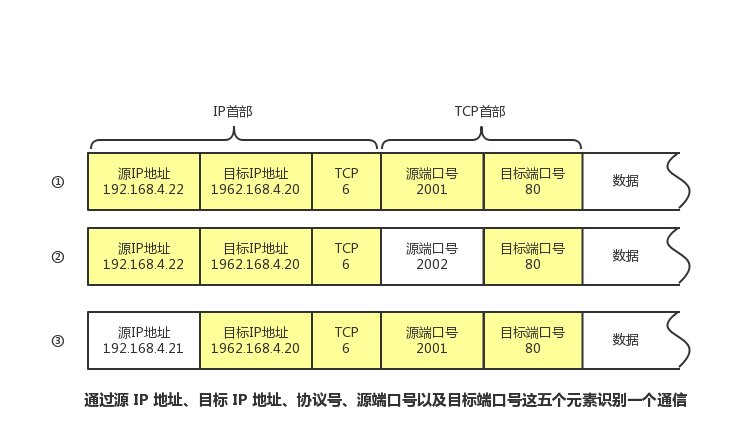 IP首部 TCP首部
① 源IP地址 目标IP地址 TCP 源端口号 目标端口号 数据
192.168.4.22 1962.168.4.20 6 2001 80
② 源IP地址 目标IP地址 TCP 源端口号 目标端口号 数据
192.168.4.22 1962.168.4.20 6 2002 80
③ 源IP地址 目标IP地址 TCP 源端口号 目标端口号 数据
192.168.4.21 1962.168.4.20 6 2001 80
通过源 IP 地址、目标 IP 地址、协议号、源端口号以及目标端口号这五个元素识别一个通信